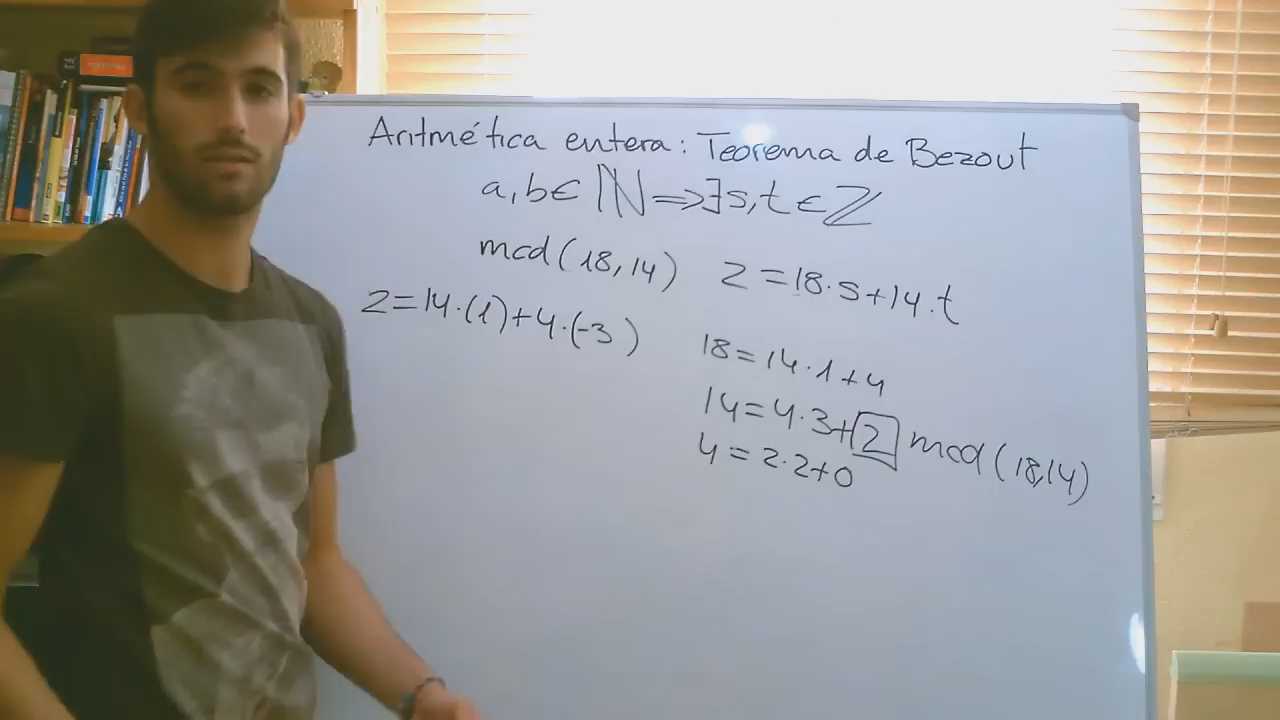 Aritmética entera: Teorema de Bezout
a, b ∈ ℕ ⇒ ∃ s, t ∈ ℤ
mcd (18, 14) 2 = 18·s + 14·t
2 = 14·(1) + 4·(-3)
18 = 14·1 + 4
14 = 4·3 + 2 mcd (18, 14)
4 = 2·2 + 0